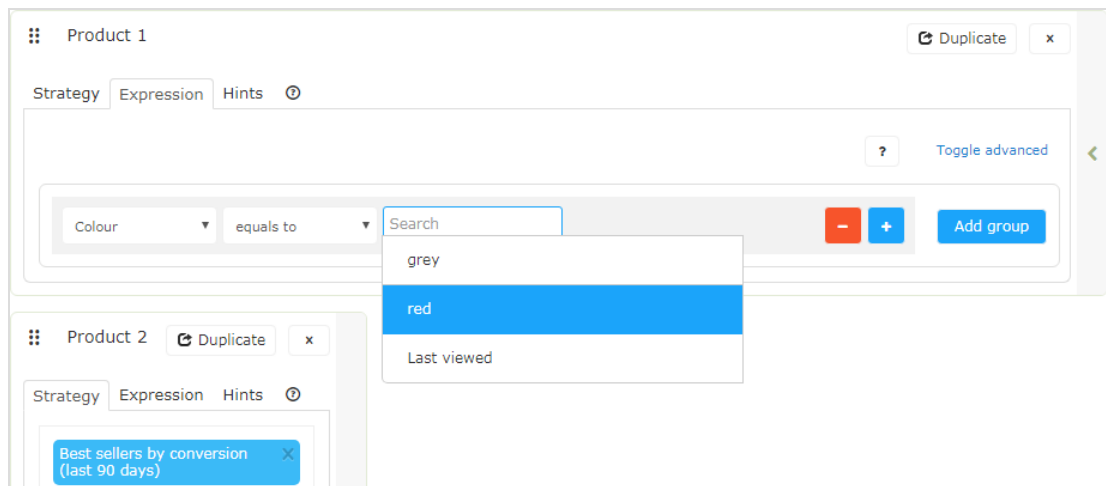 Product 1
Duplicate x
Strategy Expression Hints ?
? Toggle advanced
Colour equals to Search - + Add group
grey
red
Last viewed
Product 2 Duplicate x
Strategy Expression Hints ?
Best sellers by conversion X
(last 90 days)